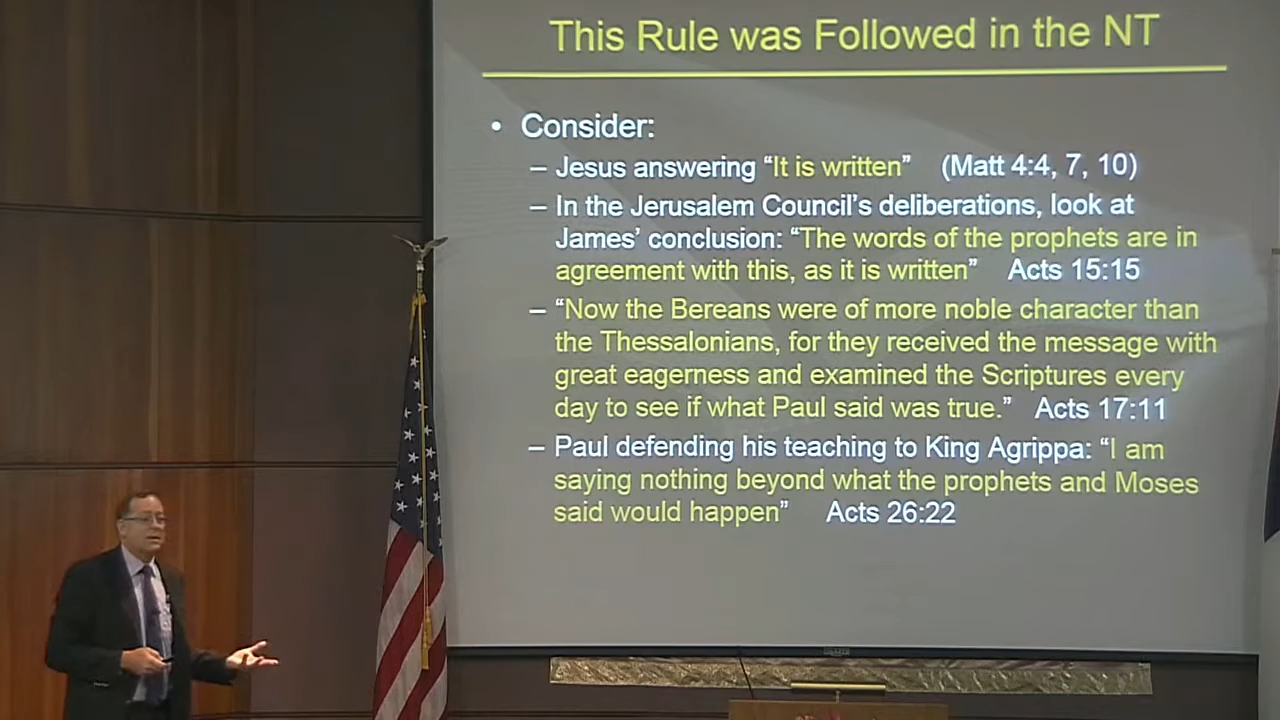 This Rule was Followed in the NT
• Consider:
– Jesus answering “It is written” (Matt 4:4, 7, 10)
– In the Jerusalem Council’s deliberations, look at
James’ conclusion: “The words of the prophets are in
agreement with this, as it is written” Acts 15:15
– “Now the Bereans were of more noble character than
the Thessalonians, for they received the message with
great eagerness and examined the Scriptures every
day to see if what Paul said was true.” Acts 17:11
– Paul defending his teaching to King Agrippa: “I am
saying nothing beyond what the prophets and Moses
said would happen” Acts 26:22